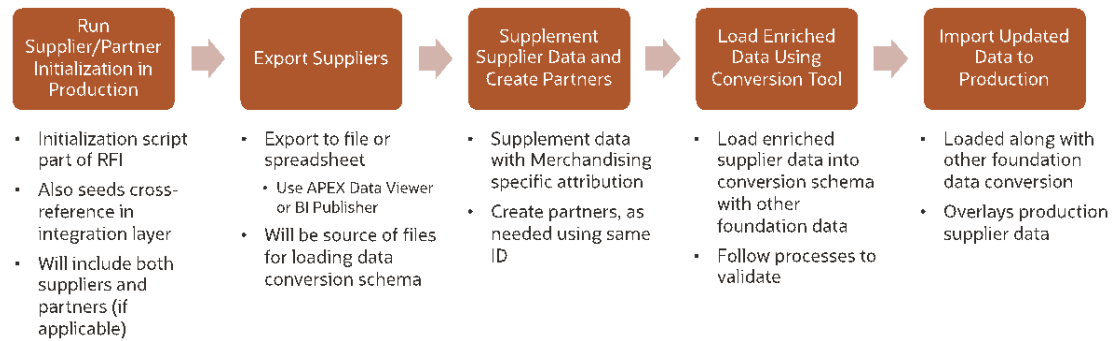 Run
Supplier/Partner
Initialization in
Production
Export Suppliers
Supplement
Supplier Data and
Create Partners
Load Enriched
Data Using
Conversion Tool
Import Updated
Data to
Production
• Initialization script
part of RFI
• Also seeds cross-
reference in
integration layer
• Will include both
suppliers and
partners (if
applicable)
• Export to file or
spreadsheet
• Use APEX Data Viewer
or BI Publisher
• Will be source of files
for loading data
conversion schema
• Supplement data
with Merchandising
specific attribution
• Create partners, as
needed using same
ID
• Load enriched
supplier data into
conversion schema
with other
foundation data
• Follow processes to
validate
• Loaded along with
other foundation
data conversion
• Overlays production
supplier data